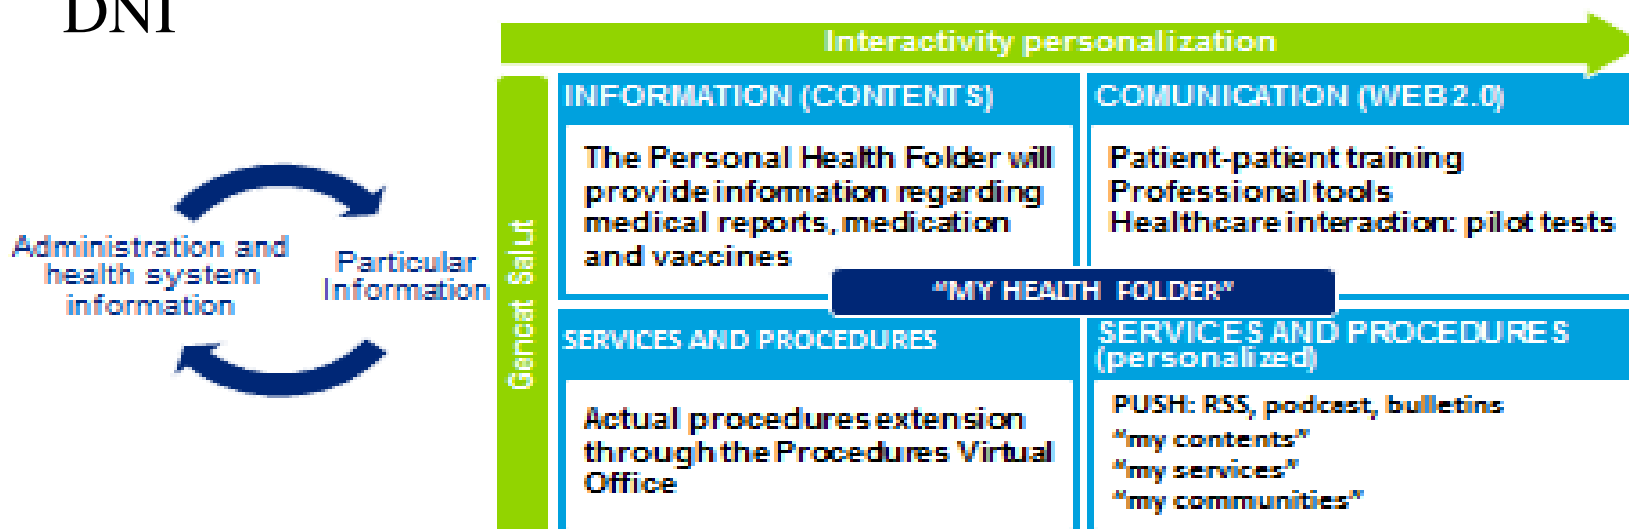 DNI
Interactivity personalization
Administration and
health system
information
Particular
Information
Gencat Salut
INFORMATION (CONTENTS)
The Personal Health Folder will
provide information regarding
medical reports, medication
and vaccines
COMUNICATION (WEB 2.0)
Patient-patient training
Professional tools
Healthcare interaction: pilot tests
"MY HEALTH FOLDER"
SERVICES AND PROCEDURES
Actual procedures extension
through the Procedures Virtual
Office
SERVICES AND PROCEDURES
(personalized)
PUSH: RSS, podcast, bulletins
"my contents"
"my services"
"my communities"